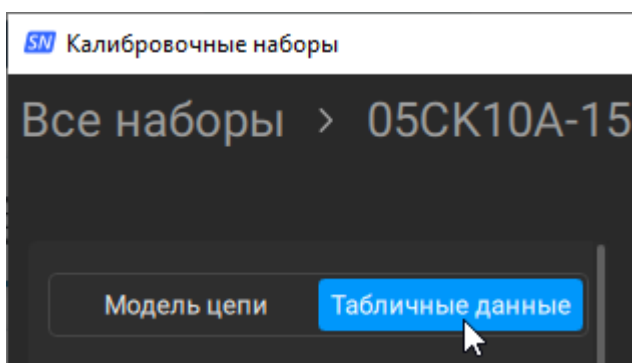 SN Калибровочные наборы
Все наборы > 05CK10A-15
Модель цепи Табличные данные